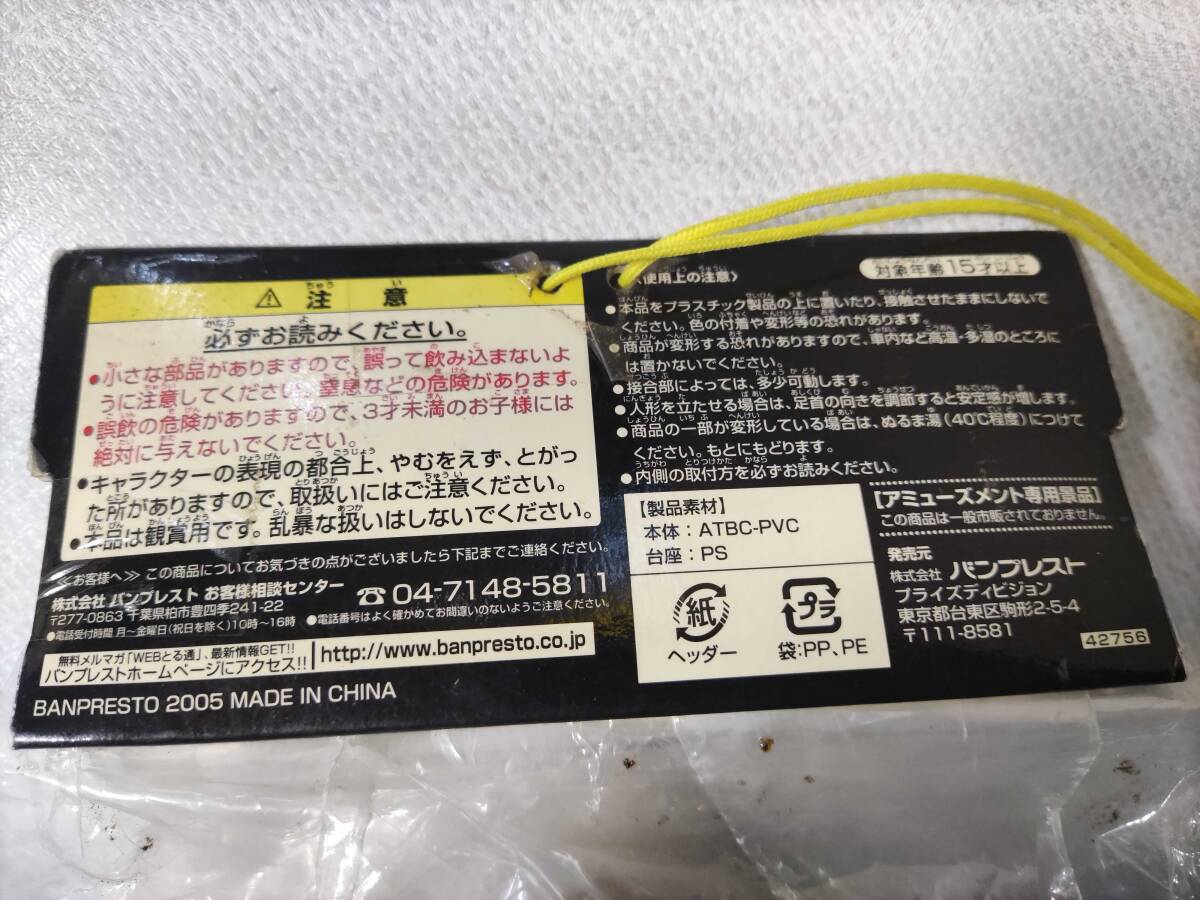 ⚠ 注意
必ずお読みください。
●小さな部品がありますので、誤って飲み込まないよ
うに注意してください。窒息などの危険があります。
●誤飲の危険がありますので、3才未満のお子様には
絶対に与えないでください。
●キャラクターの表現の都合上、やむをえず、とがっ
た所がありますので、取扱いにはご注意ください。
●本品は観賞用です。乱暴な扱いはしないでください。
≪お客様へ≫ この商品についてお気づきの点がございましたら下記までご連絡ください。
株式会社 バンプレスト お客様相談センター ☎04-7148-5811
〒277-0863 千葉県柏市豊四季241-22
●電話受付時間 月〜金曜日(祝日を除く)10時〜16時 ●電話番号はよく確かめてお間違いのないようご注意ください。
無料メルマガ「WEBとる通」、最新情報GET!!
バンプレストホームページにアクセス!!
http://www.banpresto.co.jp
BANPRESTO 2005 MADE IN CHINA
使用上の注意〉
対象年齢15才以上
●本品をプラスチック製品の上に置いたり、接触させたままにしないで
ください。色の付着や変形等の恐れがあります。
●商品が変形する恐れがありますので、車内など高温・多湿のところに
は置かないでください。
●接合部によっては、多少可動します。
●人形を立たせる場合は、足首の向きを調節すると安定感が増します。
●商品の一部が変形している場合は、ぬるま湯(40℃程度)につけて
ください。もとにもどります。
●内側の取付方を必ずお読みください。
【製品素材】
本体:ATBC-PVC
台座:PS
紙
ヘッダー
プラ
袋:PP、PE
【アミューズメント専用景品】
この商品は一般市販されておりません。
発売元
株式会社 バンプレスト
プライズディビジョン
東京都台東区駒形2-5-4
〒111-8581
42756